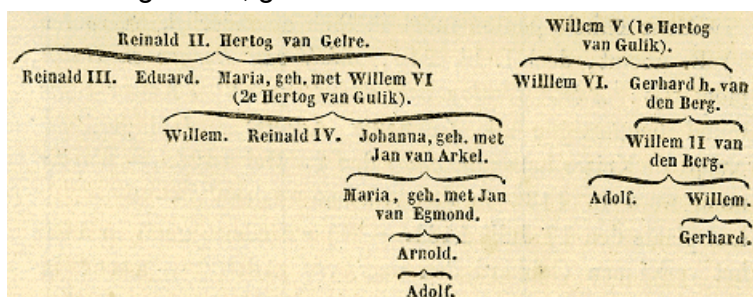 Reinald II. Hertog van Gelre.
Reinald III. Eduard. Maria, geh. met Willem VI
(2e Hertog van Gulik).
Willem. Reinald IV. Johanna, geh. met
Jan van Arkel.
Maria, geh. met Jan
van Egmond.
Arnold.
Adolf.
Willem V (1e Hertog
van Gulik).
Willlem VI. Gerhard h. van
den Berg.
Willem II van
den Berg.
Adolf. Willem.
Gerhard.